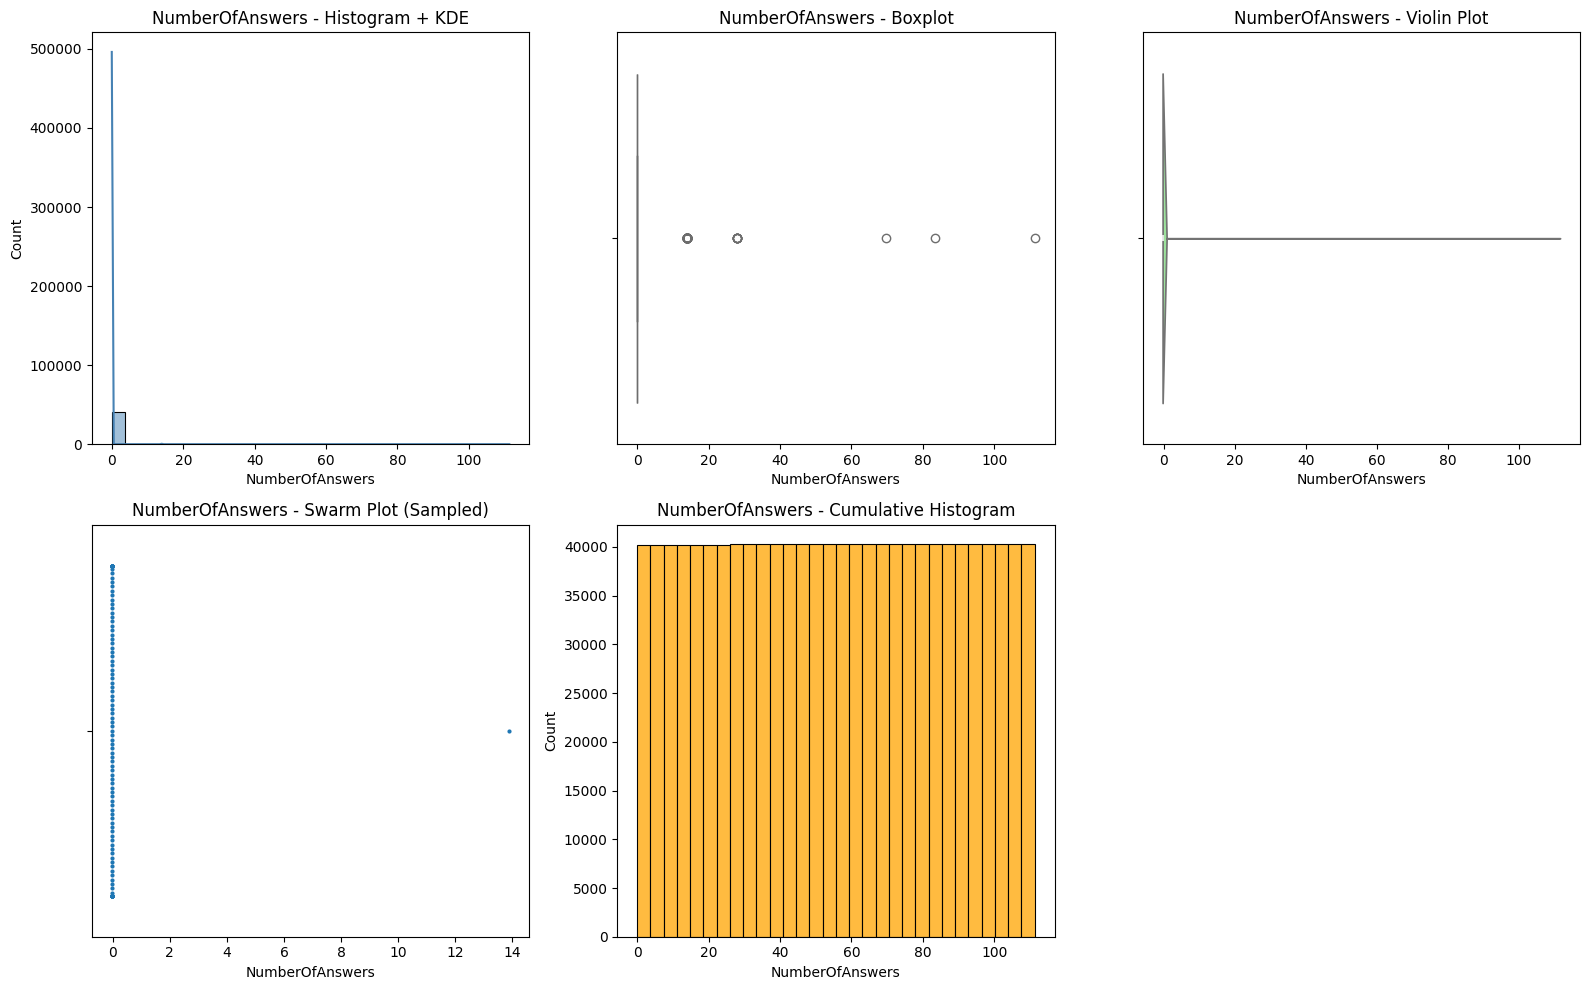 NumberOfAnswers - Histogram + KDE
500000
400000
300000
200000
100000
0
Count
0 20 40 60 80 100
NumberOfAnswers
NumberOfAnswers - Boxplot
0 20 40 60 80 100
NumberOfAnswers
NumberOfAnswers - Violin Plot
0 20 40 60 80 100
NumberOfAnswers
NumberOfAnswers - Swarm Plot (Sampled)
0 2 4 6 8 10 12 14
NumberOfAnswers
NumberOfAnswers - Cumulative Histogram
40000
35000
30000
25000
20000
15000
10000
5000
0
Count
0 20 40 60 80 100
NumberOfAnswers